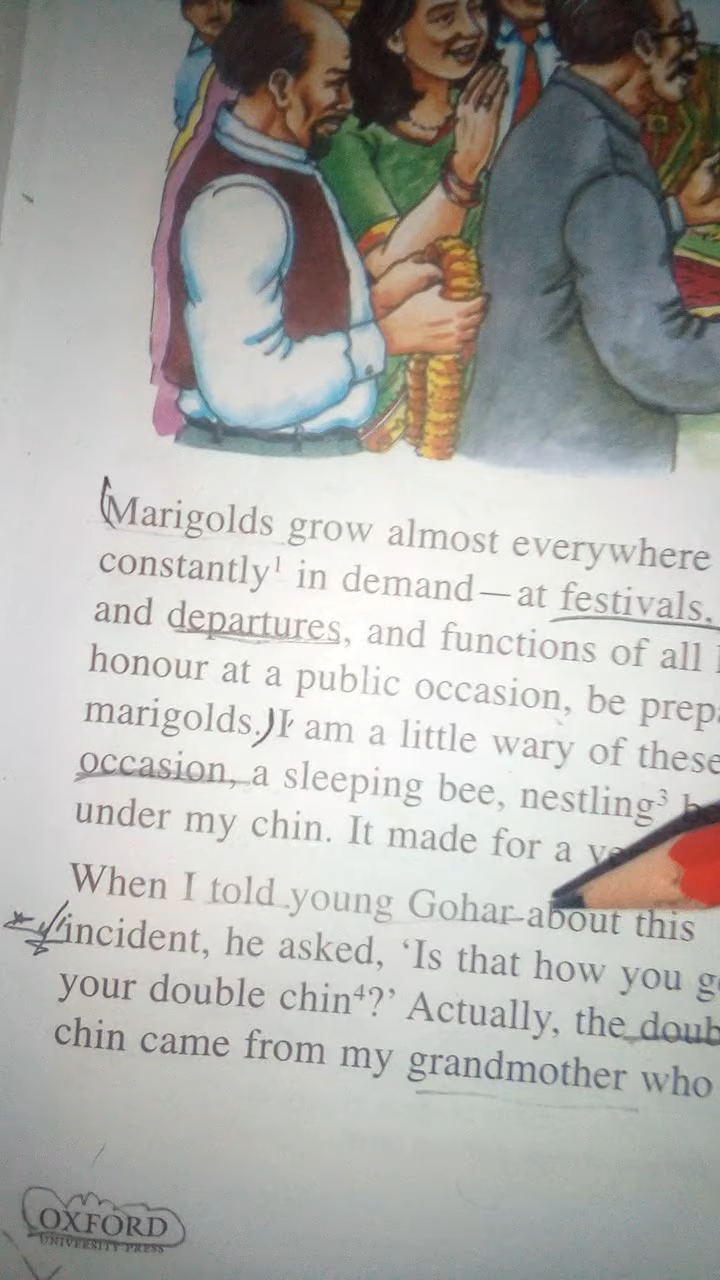 Marigolds grow almost everywhere
constantly¹ in demand—at festivals,
and departures, and functions of all
honour at a public occasion, be
marigolds. I am a little wary of these
occasion, a sleeping bee, nestling³
under my chin. It made for a
When I told young Gohar about this
incident, he asked, ‘Is that how you
your double chin⁴?’ Actually, the
chin came from my grandmother who
OXFORD
UNIVERSITY PRESS